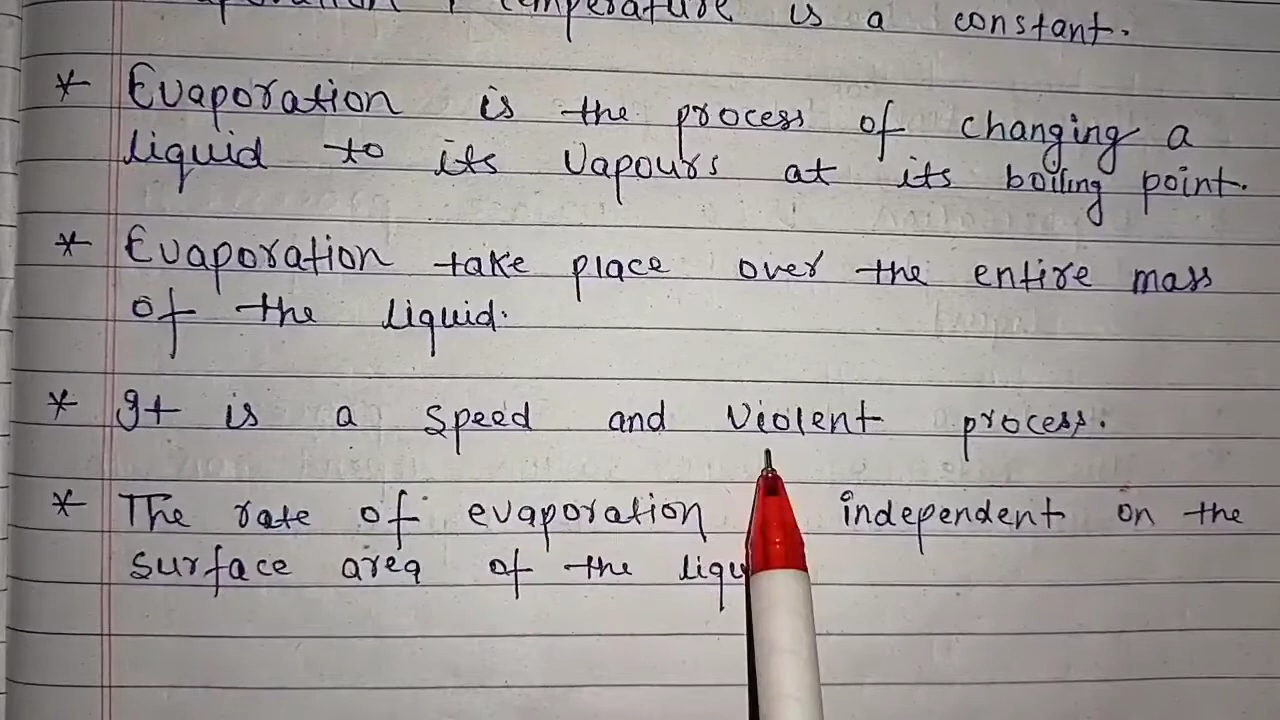 temperature is a constant.
* Evaporation is the process of changing a
liquid to its vapours at its boiling point.
* Evaporation take place over the entire mass
of the liquid.
* It is a speed and violent process.
* The rate of evaporation independent on the
surface area of the